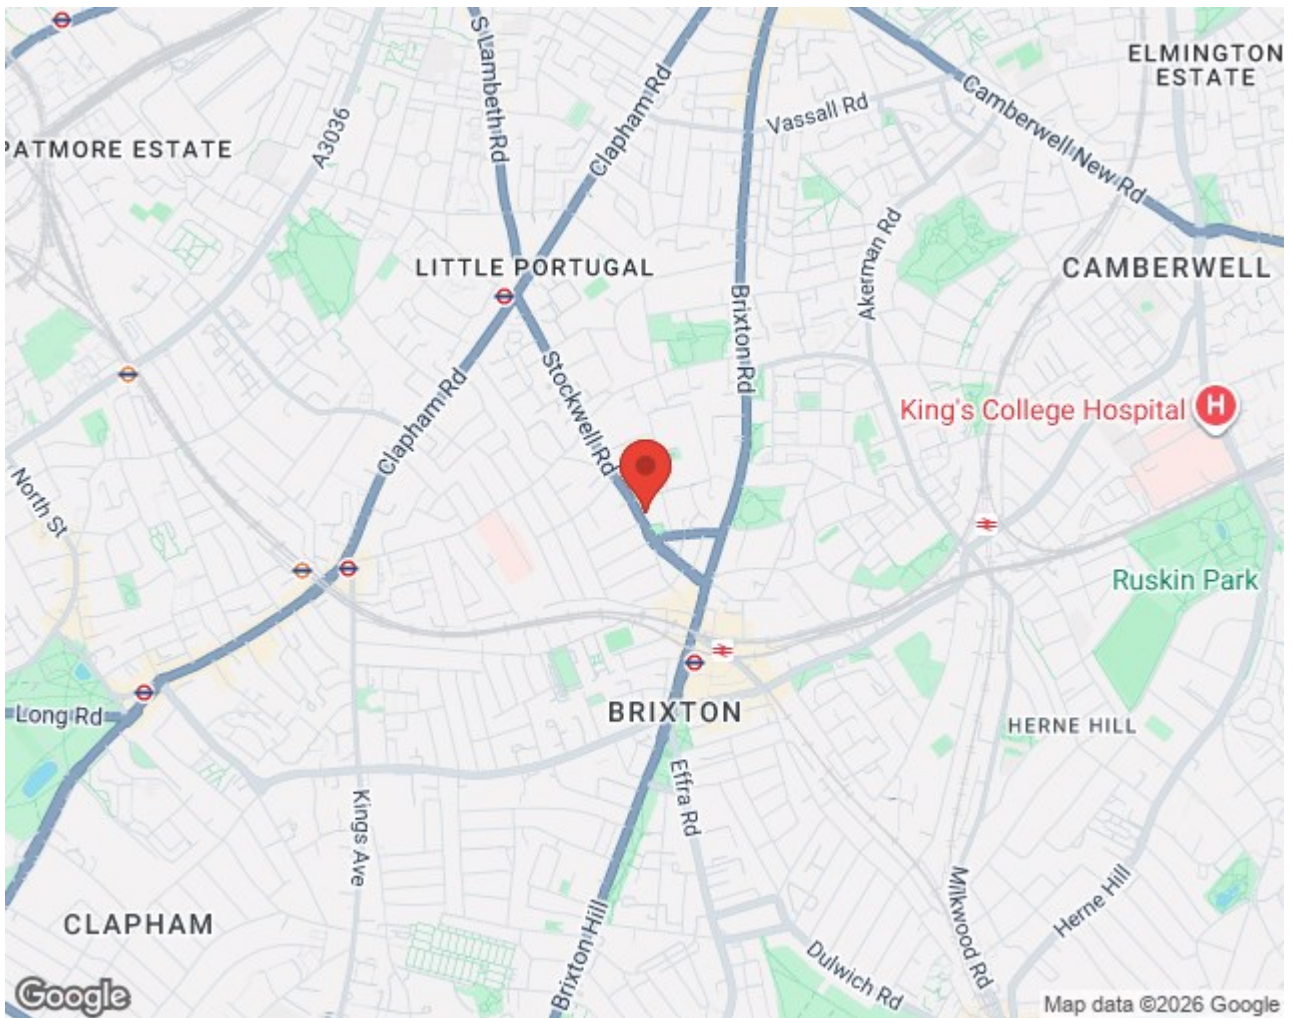 S Lambeth Rd
Clapham Rd
Vassall Rd
Camberwell New Rd
ELMINGTON
ESTATE
A3036
PATMORE ESTATE
LITTLE PORTUGAL
Akerman Rd
CAMBERWELL
Brixton Rd
Stockwell Rd
Clapham Rd
King's College Hospital
H
North St
Ruskin Park
Long Rd
BRIXTON
HERNE HILL
Effra Rd
Kings Ave
Milkwood Rd
Herne Hill
CLAPHAM
Brixton Hill
Dulwich Rd
Google
Map data ©2026 Google